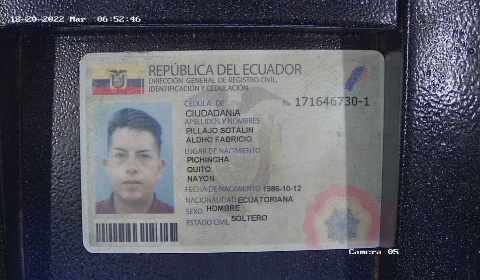 18-20-2022 Mar 06:52:46
REPÚBLICA DEL ECUADOR
DIRECCIÓN GENERAL DE REGISTRO CIVIL,
IDENTIFICACIÓN Y CEDULACIÓN
CÉDULA DE
CIUDADANÍA
No 171646730-1
APELLIDOS Y NOMBRES
PILLAJO SOTALIN
ALDHO FABRICIO
LUGAR DE NACIMIENTO
PICHINCHA
QUITO
NAYON
FECHA DE NACIMIENTO 1986-10-12
NACIONALIDAD ECUATORIANA
SEXO HOMBRE
ESTADO CIVIL SOLTERO
Camera 05